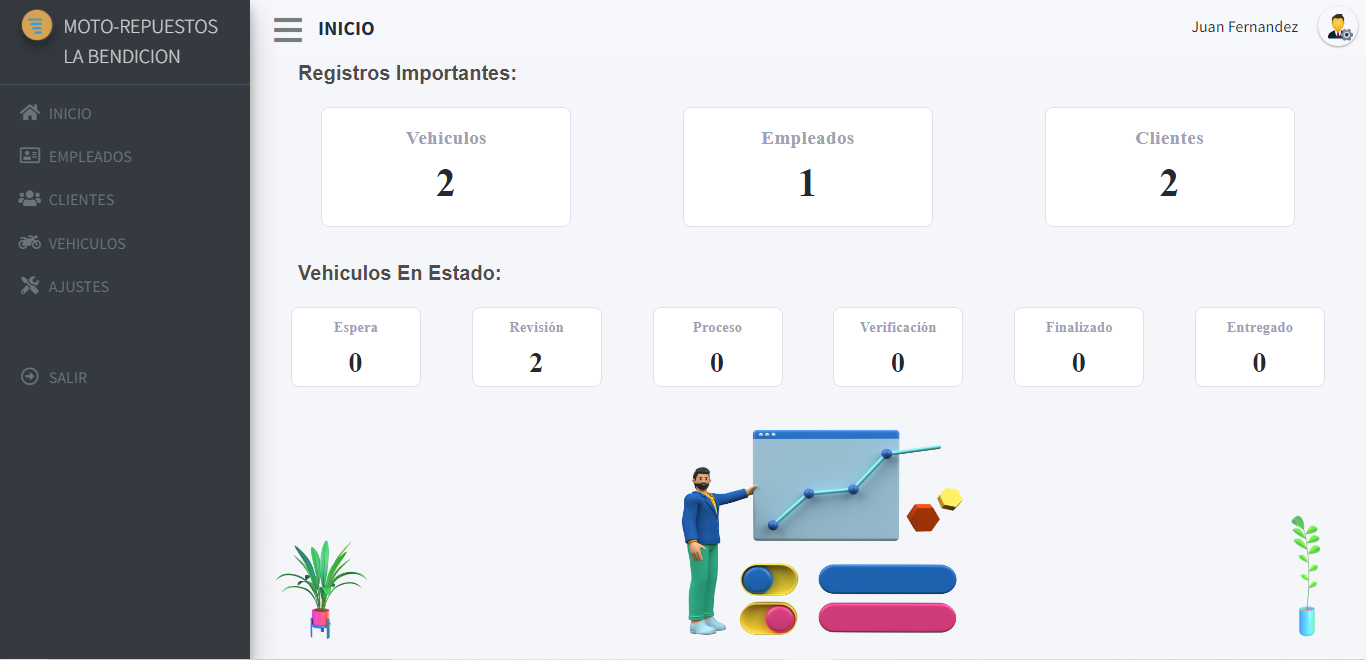 MOTO-REPUESTOS
LA BENDICION
INICIO
EMPLEADOS
CLIENTES
VEHICULOS
AJUSTES
SALIR
INICIO
Juan Fernandez
Registros Importantes:
Vehiculos
2
Empleados
1
Clientes
2
Vehiculos En Estado:
Espera
0
Revisión
2
Proceso
0
Verificación
0
Finalizado
0
Entregado
0